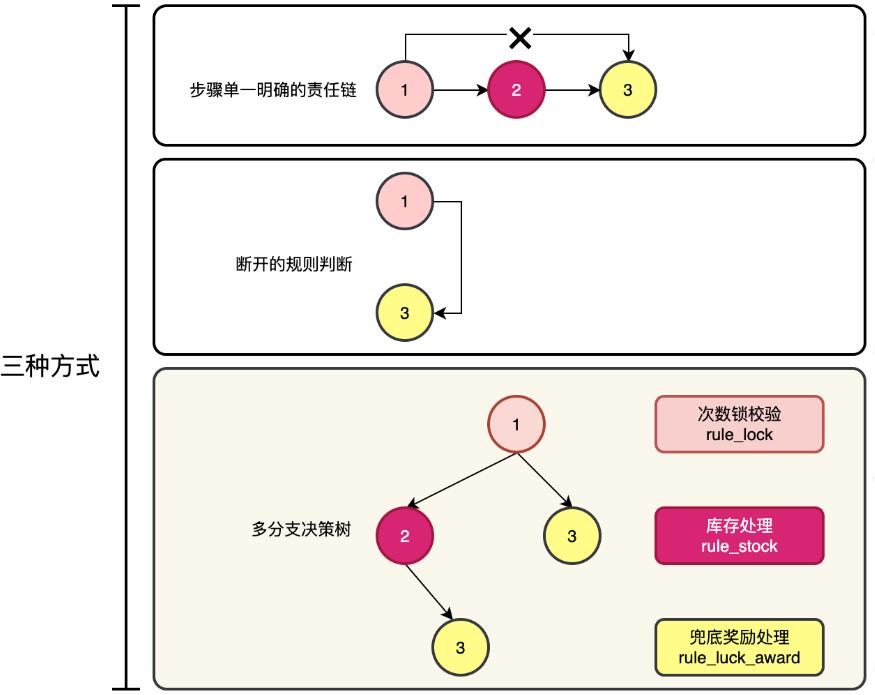 三种方式
步骤单一明确的责任链
1
2
3
断开的规则判断
1
3
多分支决策树
1
2
3
3
次数锁校验
rule_lock
库存处理
rule_stock
兜底奖励处理
rule_luck_award